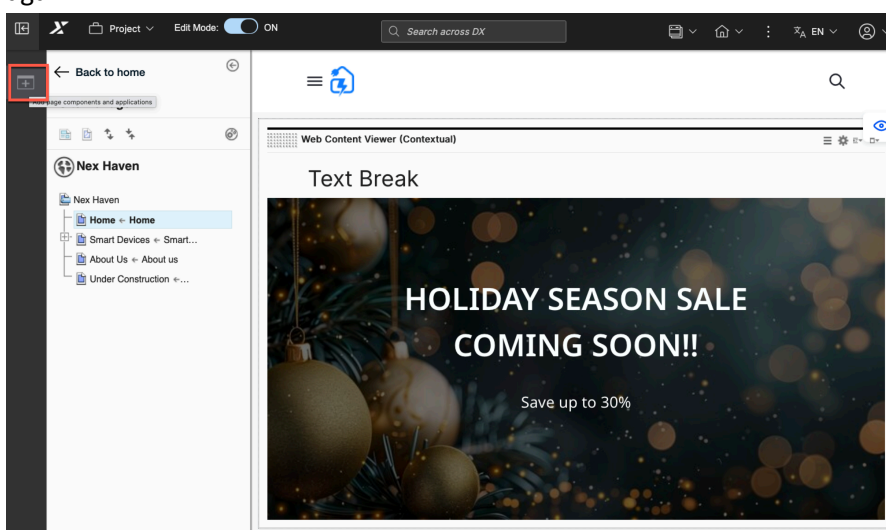 Project
Edit Mode:
ON
Search across DX
EN
Back to home
Add page components and applications
Nex Haven
Nex Haven
Home ← Home
Smart Devices ← Smart...
About Us ← About us
Under Construction ←...
Web Content Viewer (Contextual)
Text Break
HOLIDAY SEASON SALE
COMING SOON!!
Save up to 30%